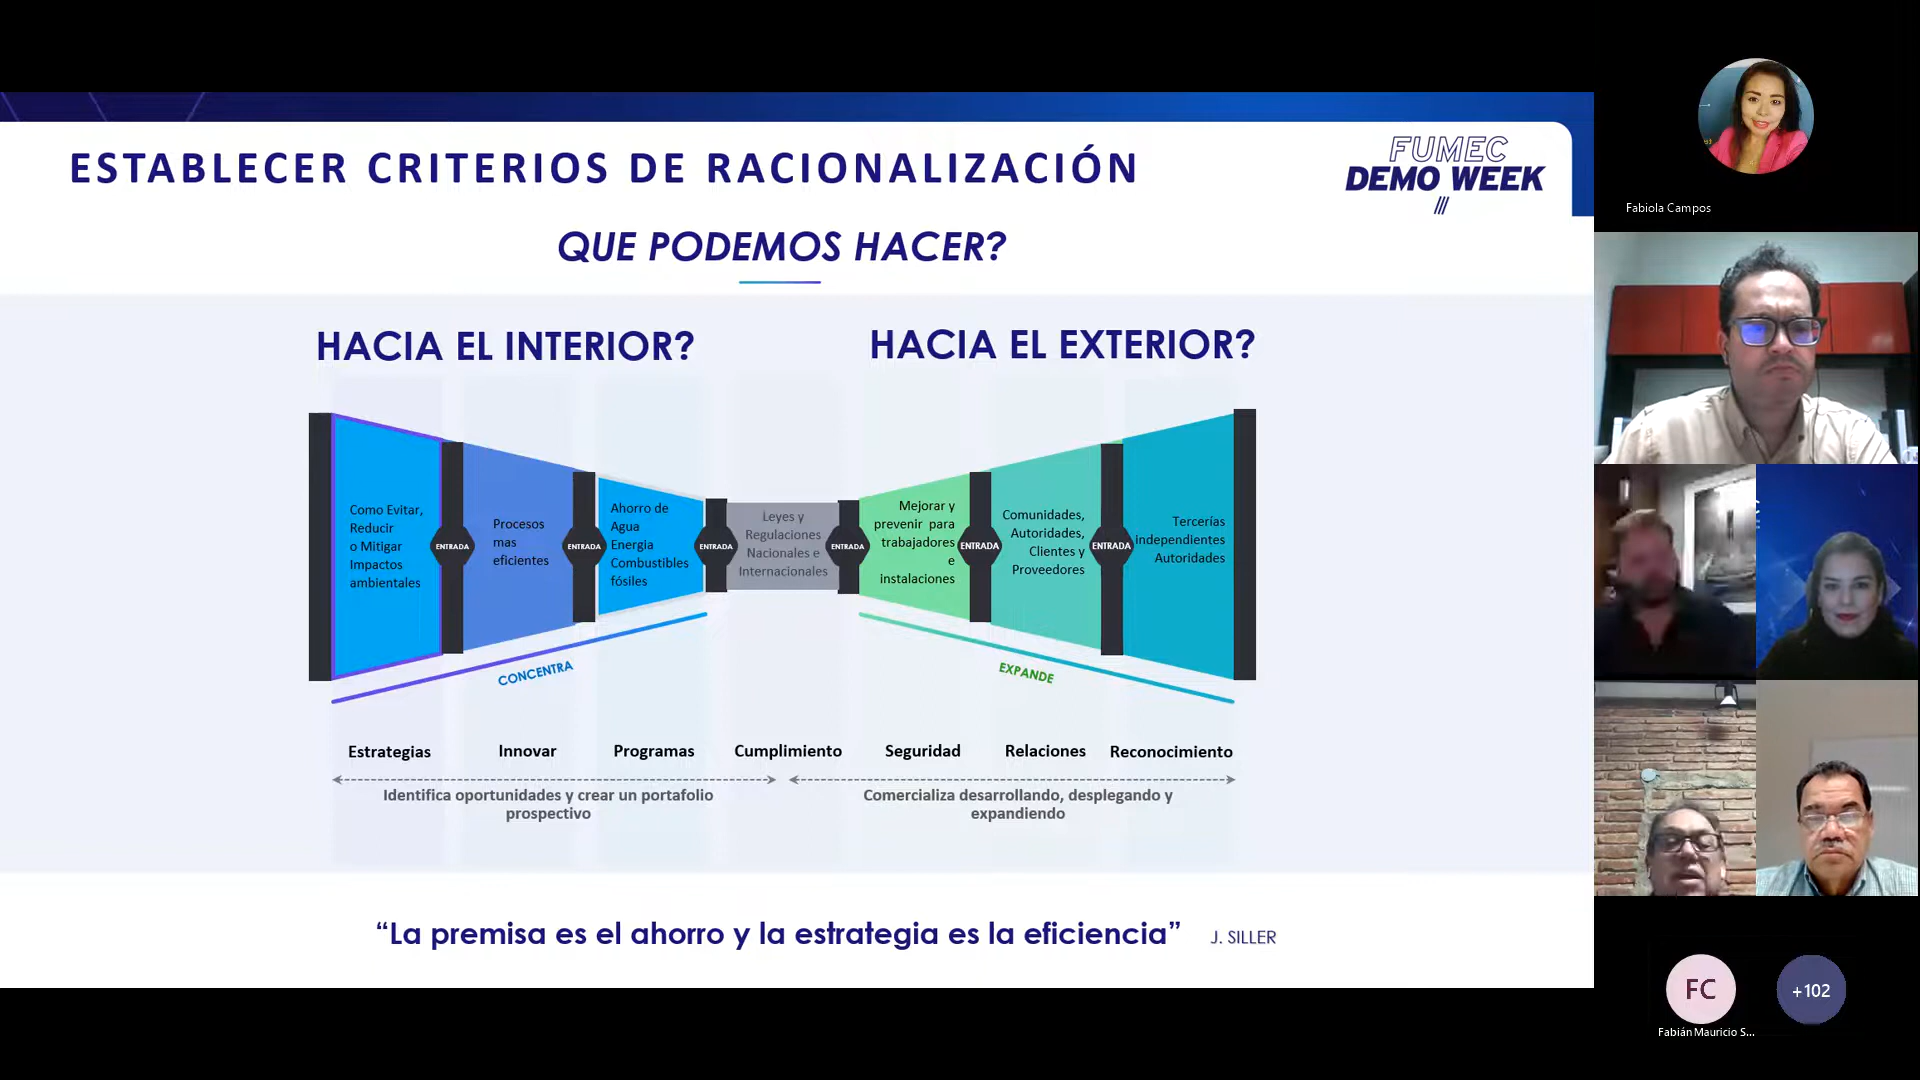 ESTABLECER CRITERIOS DE RACIONALIZACIÓN
FUMEC
DEMO WEEK
QUE PODEMOS HACER?
HACIA EL INTERIOR?
HACIA EL EXTERIOR?
Como Evitar,
Reducir
o Mitigar
Impactos
ambientales
ENTRADA
Procesos
mas
eficientes
ENTRADA
Ahorro de
Agua
Energia
Combustibles
fósiles
ENTRADA
Leyes y
Regulaciones
Nacionales e
Internacionales
ENTRADA
Mejorar y
prevenir para
trabajadores
e
instalaciones
ENTRADA
Comunidades,
Autoridades,
Clientes y
Proveedores
ENTRADA
Tercerías
independientes
Autoridades
CONCENTRA
EXPANDE
Estrategias
Innovar
Programas
Cumplimiento
Seguridad
Relaciones
Reconocimiento
Identifica oportunidades y crear un portafolio
prospectivo
Comercializa desarrollando, desplegando y
expandiendo
“La premisa es el ahorro y la estrategia es la eficiencia” J. SILLER
Fabiola Campos
FC
+102
Fabián Mauricio S...